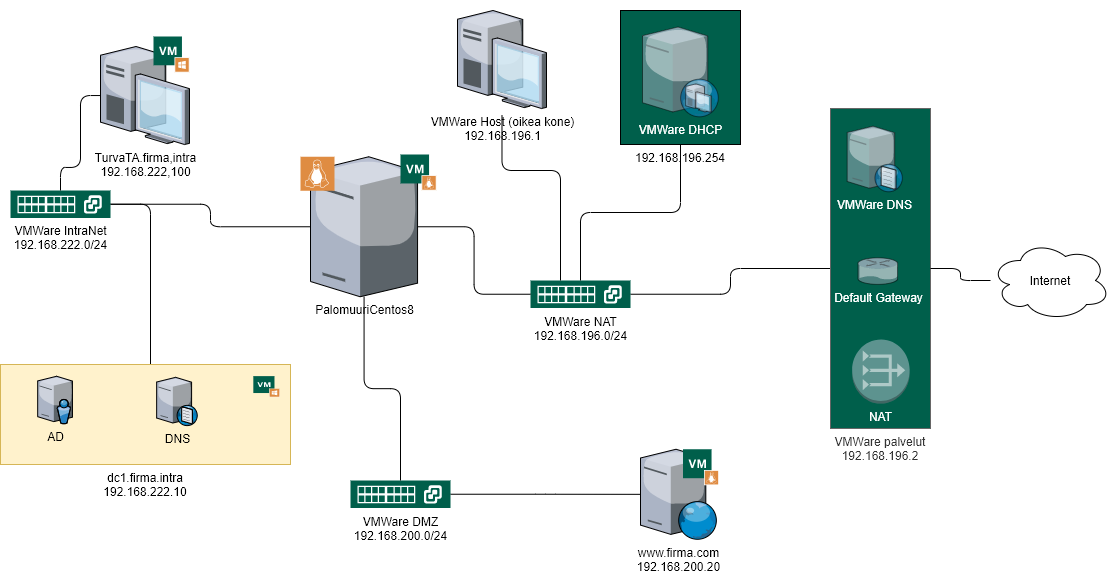 VM
TurvaTA.firma,intra
192.168.222,100
VMWare IntraNet
192.168.222.0/24
VM
PalomuuriCentos8
VMWare Host (oikea kone)
192.168.196.1
VMWare DHCP
192.168.196.254
VMWare NAT
192.168.196.0/24
VMWare DNS
Default Gateway
NAT
VMWare palvelut
192.168.196.2
Internet
VM
AD
DNS
dc1.firma.intra
192.168.222.10
VMWare DMZ
192.168.200.0/24
VM
www.firma.com
192.168.200.20